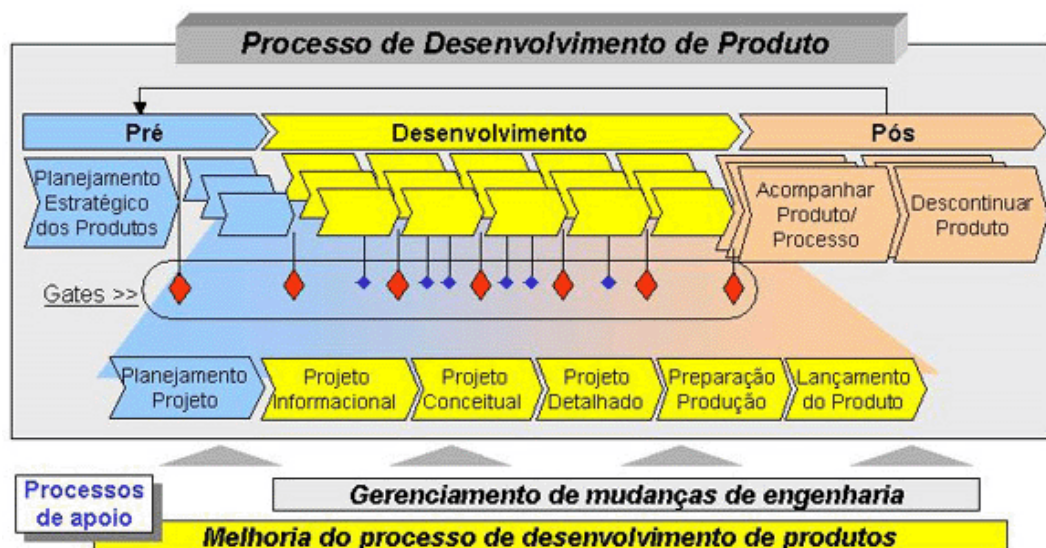 Processo de Desenvolvimento de Produto
Pré
Desenvolvimento
Pós
Planejamento
Estratégico
dos Produtos
Acompanhar
Produto/
Processo
Descontinuar
Produto
Gates >>
Planejamento
Projeto
Projeto
Informacional
Projeto
Conceitual
Projeto
Detalhado
Preparação
Produção
Lançamento
do Produto
Processos
de apoio
Gerenciamento de mudanças de engenharia
Melhoria do processo de desenvolvimento de produtos